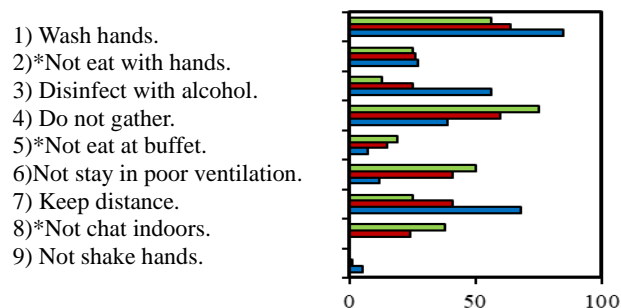 1) Wash hands.
2)*Not eat with hands.
3) Disinfect with alcohol.
4) Do not gather.
5)*Not eat at buffet.
6)Not stay in poor ventilation.
7) Keep distance.
8)*Not chat indoors.
9) Not shake hands.
0 50 100